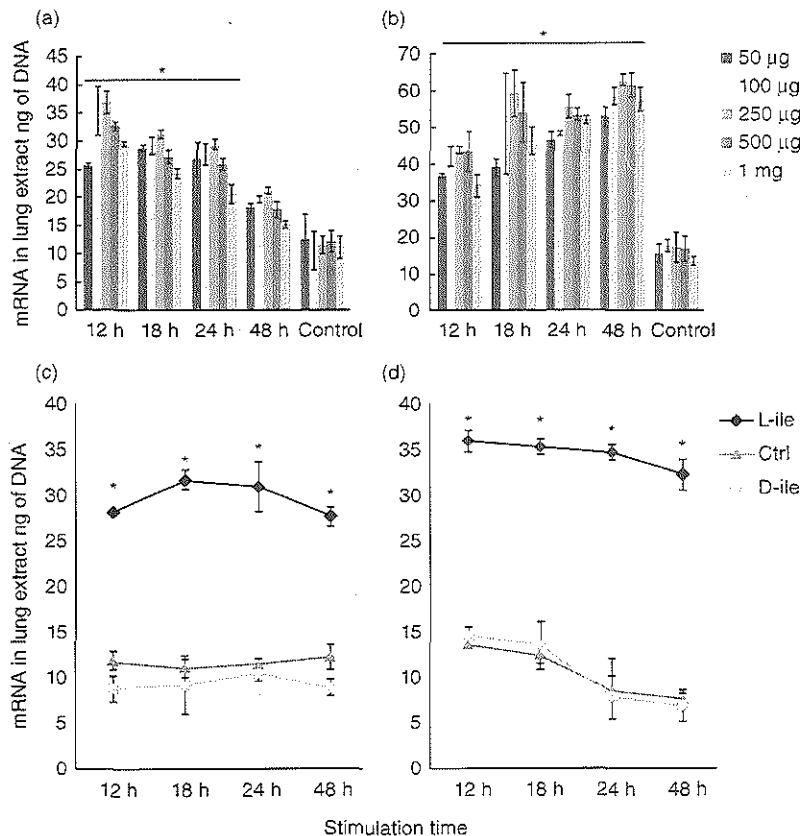 (a)
(b)
mRNA in lung extract ng of DNA
45
40
35
30
25
20
15
10
5
0
*
12 h 18 h 24 h 48 h Control
70
60
50
40
30
20
10
0
*
12 h 18 h 24 h 48 h Control
50 µg
100 µg
250 µg
500 µg
1 mg
(c)
(d)
mRNA in lung extract ng of DNA
40
35
30
25
20
15
10
5
0
* * * *
12 h 18 h 24 h 48 h
40
35
30
25
20
15
10
5
0
* * * *
12 h 18 h 24 h 48 h
L-ile
Ctrl
D-ile
Stimulation time